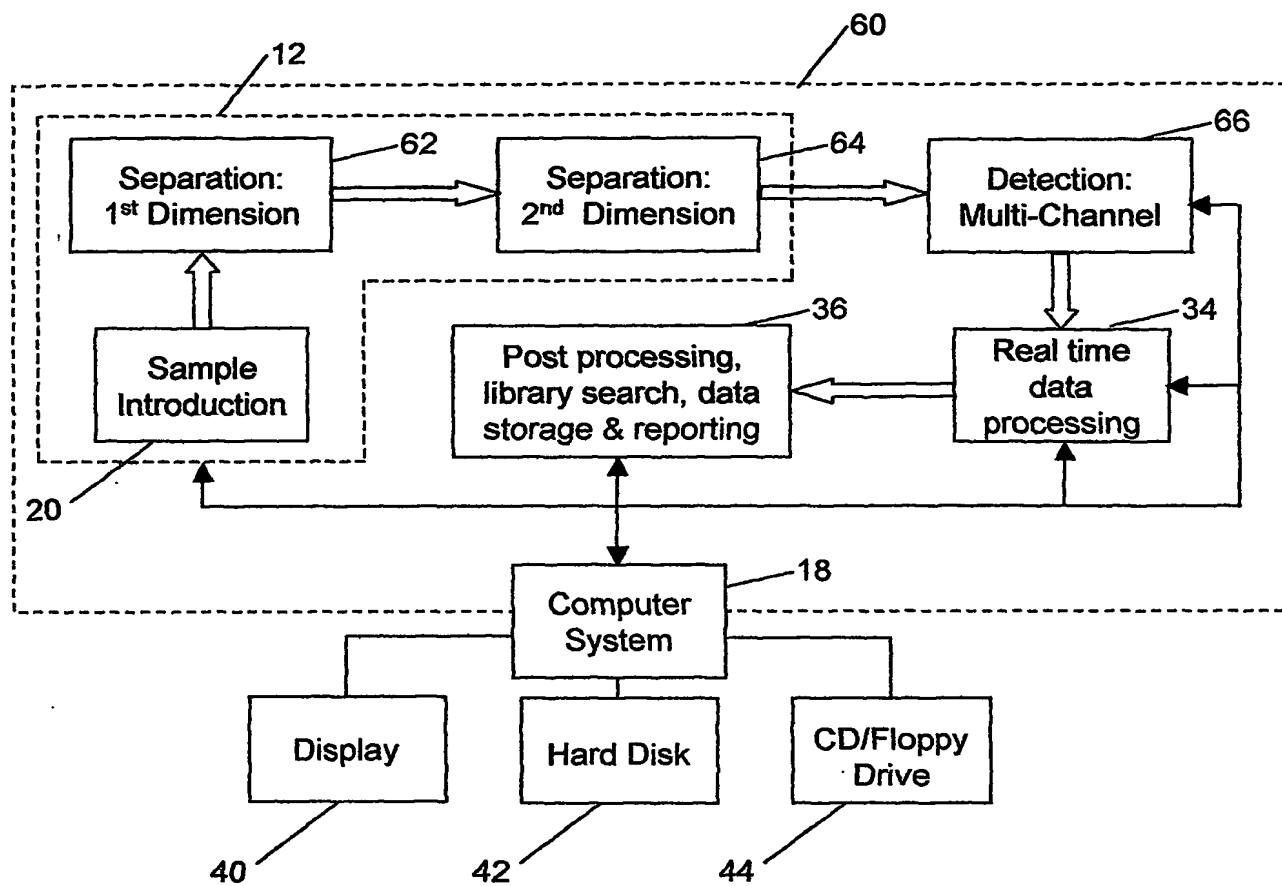 12
60
62
64
66
Separation:
1st Dimension
Separation:
2nd Dimension
Detection:
Multi-Channel
36
34
Sample
Introduction
Post processing,
library search, data
storage & reporting
Real time
data
processing
20
18
Computer
System
Display
Hard Disk
CD/Floppy
Drive
40
42
44